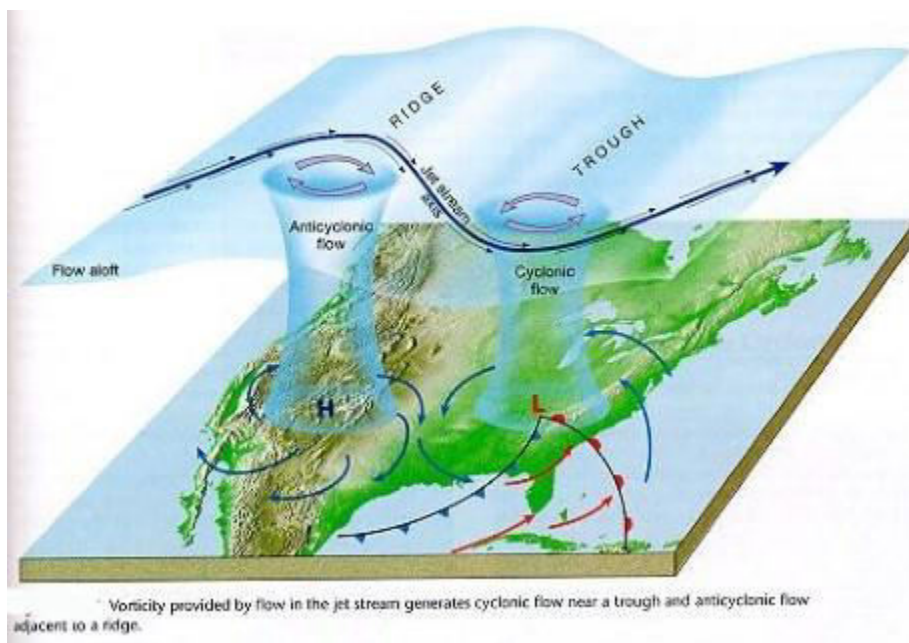 RIDGE
TROUGH
Jet stream
axis
Anticyclonic
flow
Flow aloft
Cyclonic
flow
H
L
Vorticity provided by flow in the jet stream generates cyclonic flow near a trough and anticyclonic flow
adjacent to a ridge.